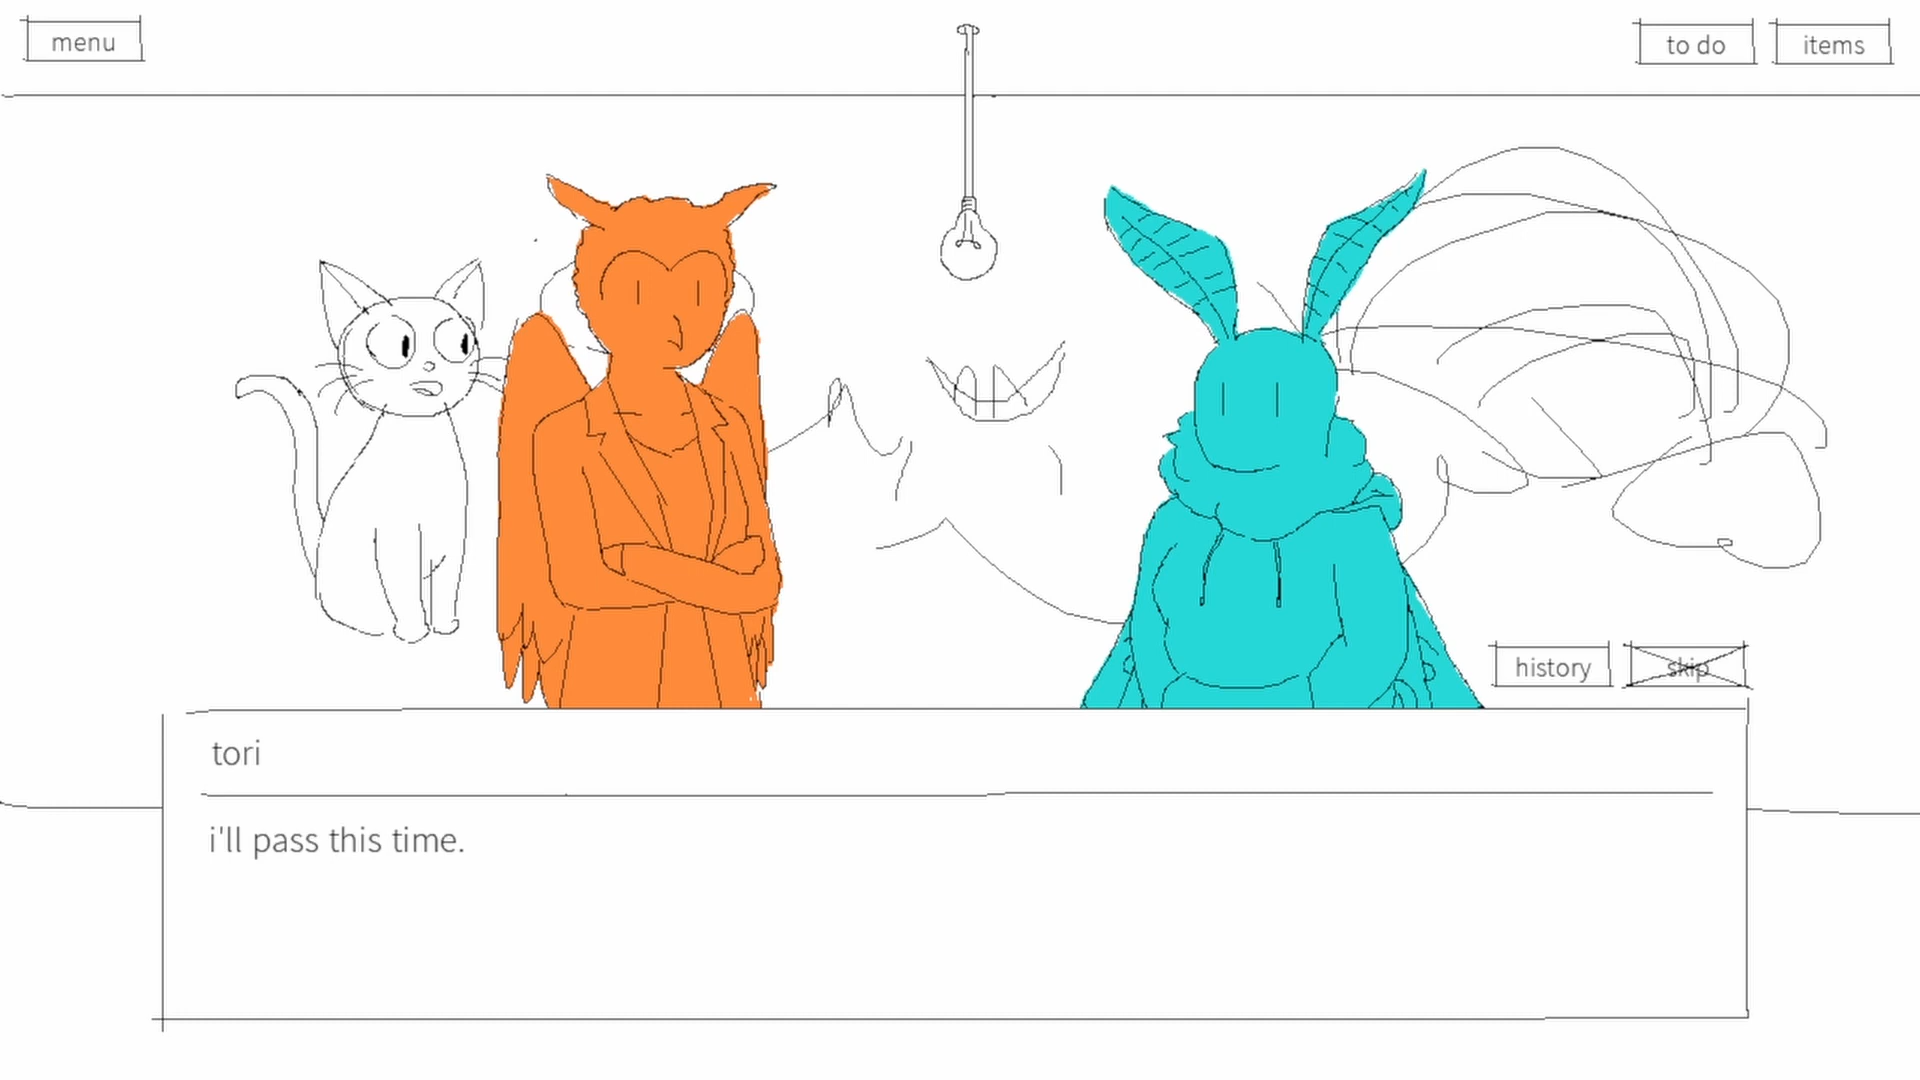 menu
to do
items
history
skip
tori
i'll pass this time.